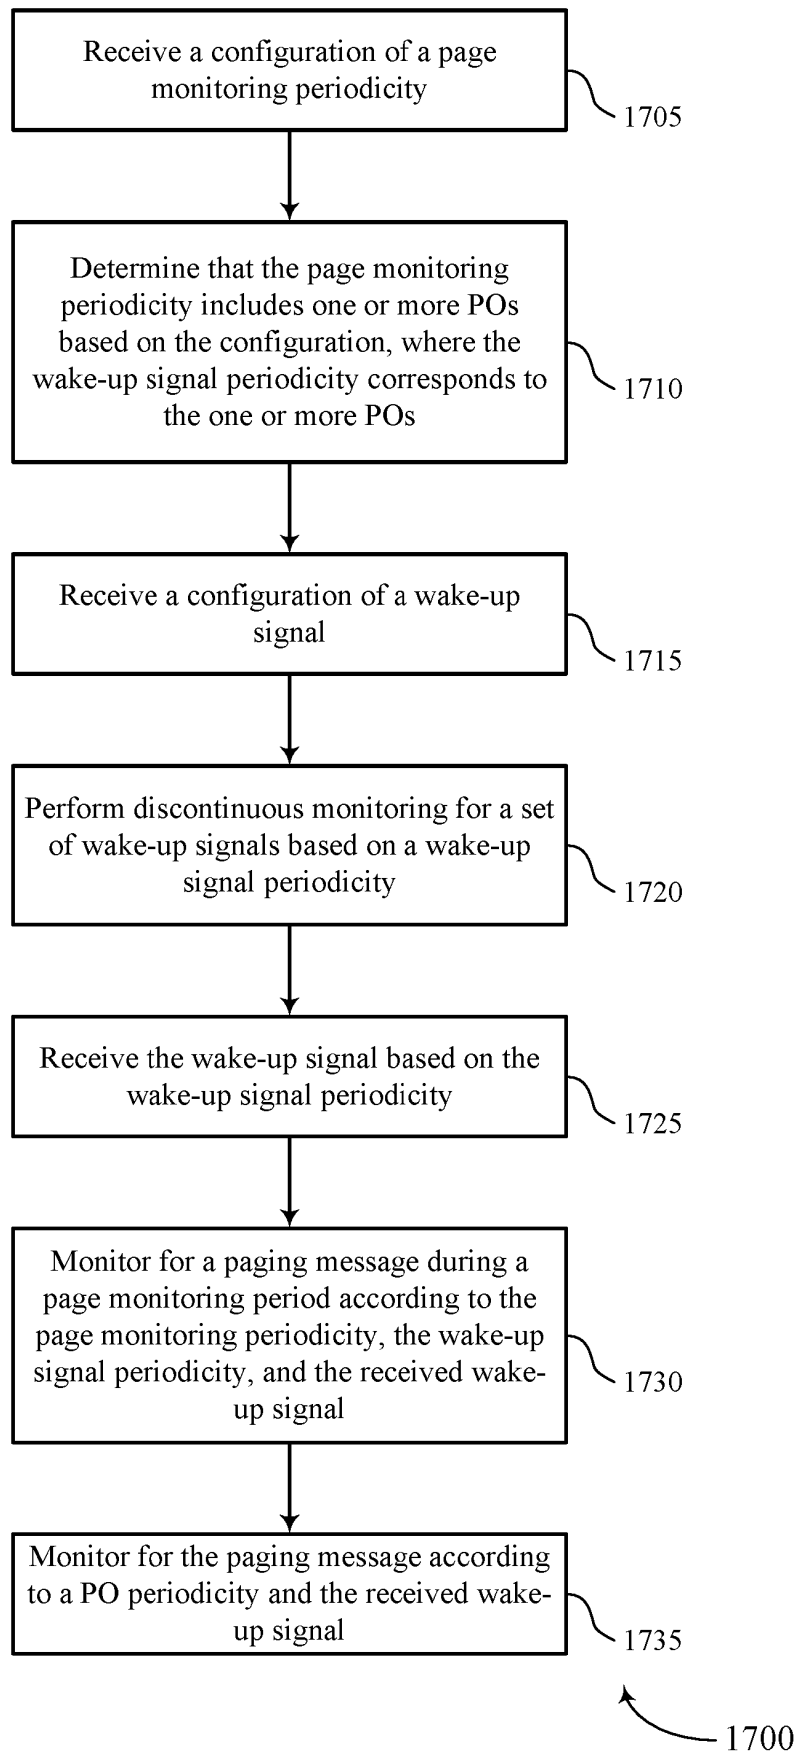 Receive a configuration of a page
monitoring periodicity
1705
Determine that the page monitoring
periodicity includes one or more POs
based on the configuration, where the
wake-up signal periodicity corresponds to
the one or more POs
1710
Receive a configuration of a wake-up
signal
1715
Perform discontinuous monitoring for a set
of wake-up signals based on a wake-up
signal periodicity
1720
Receive the wake-up signal based on the
wake-up signal periodicity
1725
Monitor for a paging message during a
page monitoring period according to the
page monitoring periodicity, the wake-up
signal periodicity, and the received wake-
up signal
1730
Monitor for the paging message according
to a PO periodicity and the received wake-
up signal
1735
1700